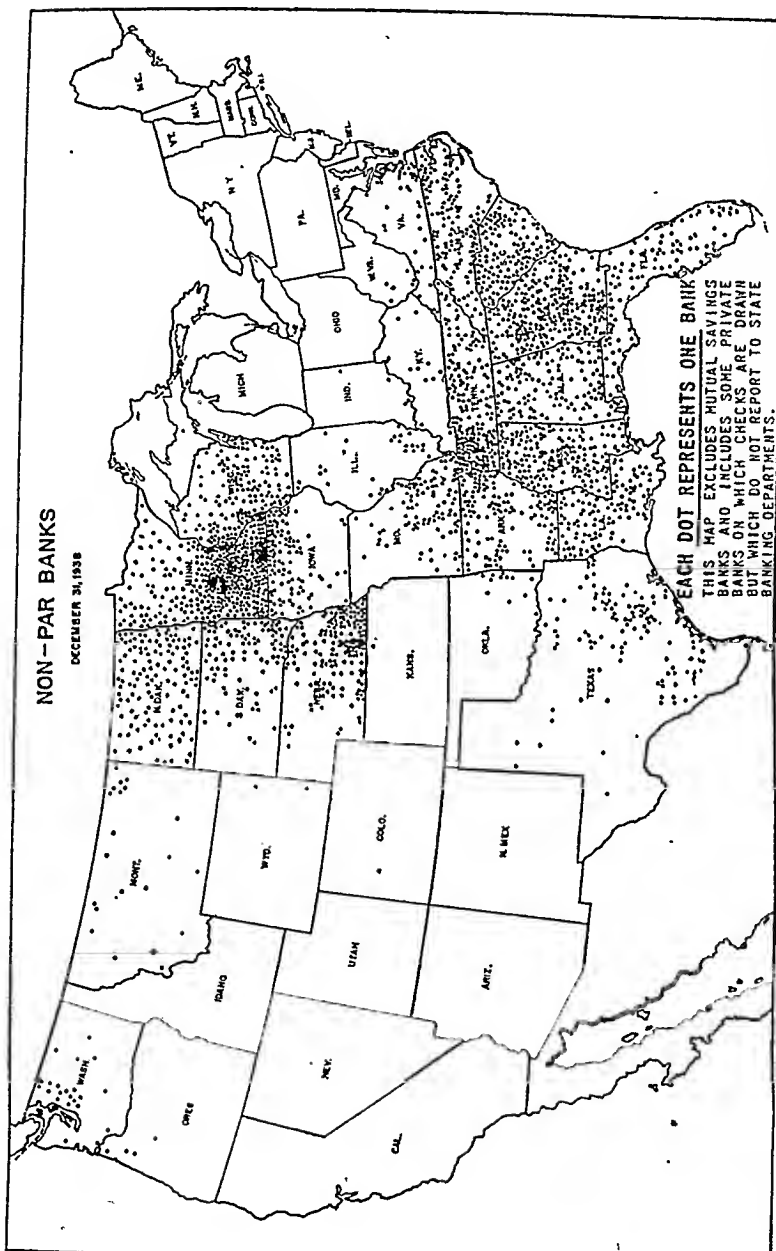 NON-PAR BANKS
DECEMBER 31, 1938
WASH.
OREG
CAL.
NEV.
IDAHO
MONT.
WYO.
UTAH
ARIZ.
COLO.
N. MEX
N. DAK.
S. DAK.
NEBR.
KANS.
OKLA.
TEXAS
MINN.
IOWA
MO.
ARK.
WISC.
ILL.
MICH
IND.
OHIO
KY.
W.VA.
VA.
PA.
N.Y.
VT.
N.H.
ME.
MASS
CONN.
R.I.
N.J.
DEL.
MD.
FLA.
EACH DOT REPRESENTS ONE BANK
THIS MAP EXCLUDES MUTUAL SAVINGS
BANKS AND INCLUDES SOME PRIVATE
BANKS ON WHICH CHECKS ARE DRAWN
BUT WHICH DO NOT REPORT TO STATE
BANKING DEPARTMENTS.